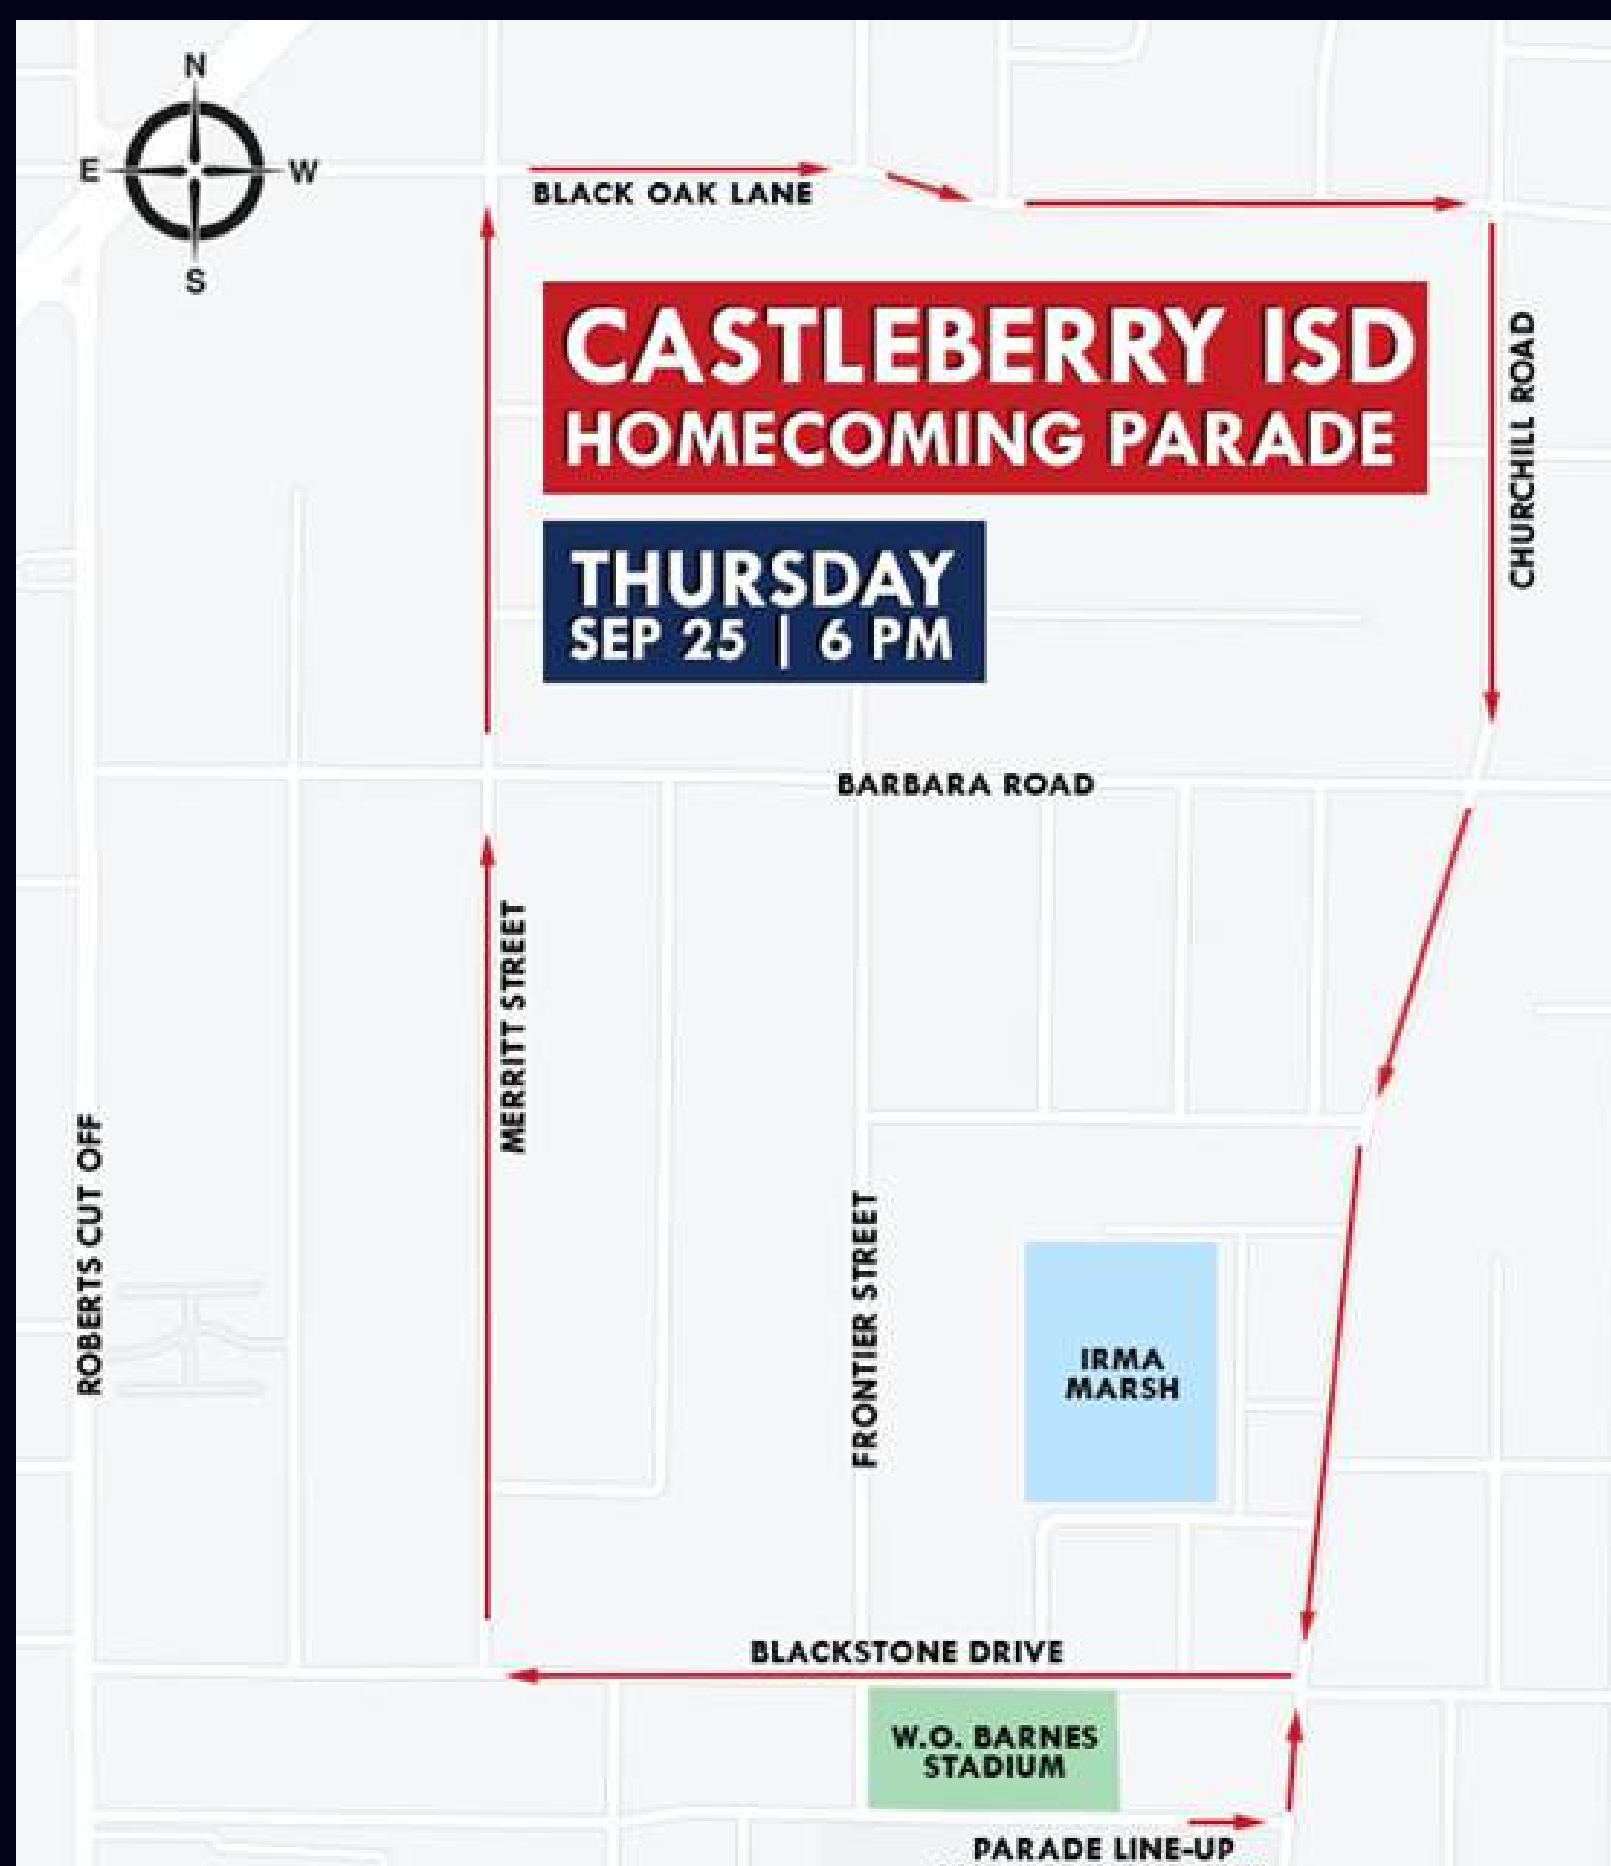 N
E
W
S
BLACK OAK LANE
CASTLEBERRY ISD
HOMECOMING PARADE
THURSDAY
SEP 25 | 6 PM
CHURCHILL ROAD
BARBARA ROAD
MERRITT STREET
ROBERTS CUT OFF
FRONTIER STREET
IRMA
MARSH
BLACKSTONE DRIVE
W.O. BARNES
STADIUM
PARADE LINE-UP